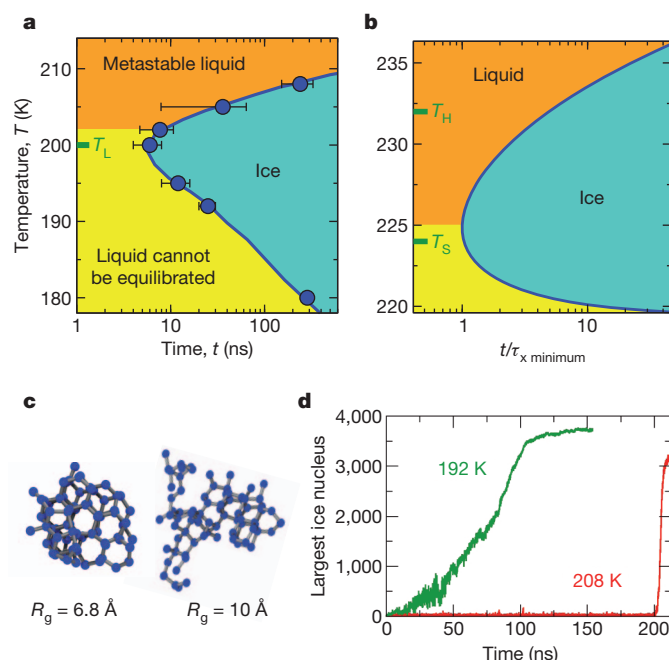 a
Metastable liquid
Ice
Liquid cannot
be equilibrated
T_L
210
200
190
180
Temperature, T (K)
1 10 100
Time, t (ns)
b
Liquid
Ice
T_H
T_S
235
230
225
220
1 10
t/τ_x minimum
c
R_g = 6.8 Å
R_g = 10 Å
d
192 K
208 K
4,000
3,000
2,000
1,000
0
Largest ice nucleus
0 50 100 150 200
Time (ns)